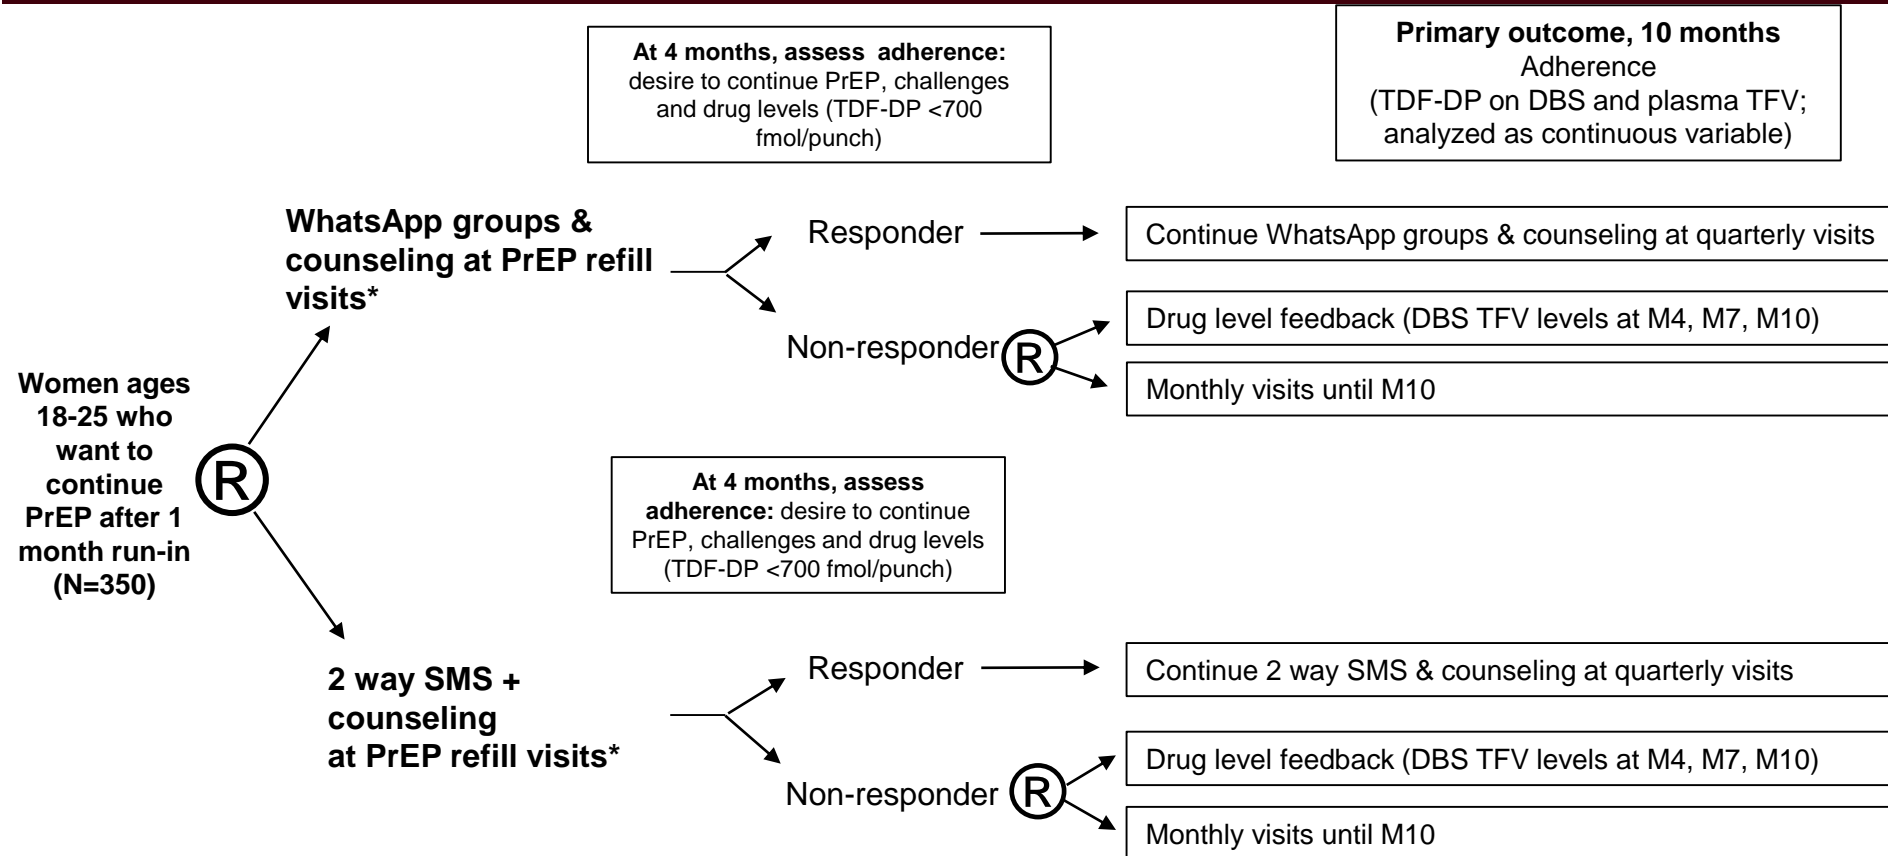 At 4 months, assess adherence:
desire to continue PrEP, challenges
and drug levels (TDF-DP <700
fmol/punch)
Primary outcome, 10 months
Adherence
(TDF-DP on DBS and plasma TFV;
analyzed as continuous variable)
WhatsApp groups &
counseling at PrEP refill
visits*
Responder
Continue WhatsApp groups & counseling at quarterly visits
Non-responder
R
Drug level feedback (DBS TFV levels at M4, M7, M10)
Monthly visits until M10
Women ages
18-25 who
want to
continue
PrEP after 1
month run-in
(N=350)
R
At 4 months, assess
adherence: desire to continue
PrEP, challenges and drug levels
(TDF-DP <700 fmol/punch)
2 way SMS +
counseling
at PrEP refill visits*
Responder
Continue 2 way SMS & counseling at quarterly visits
Non-responder
R
Drug level feedback (DBS TFV levels at M4, M7, M10)
Monthly visits until M10